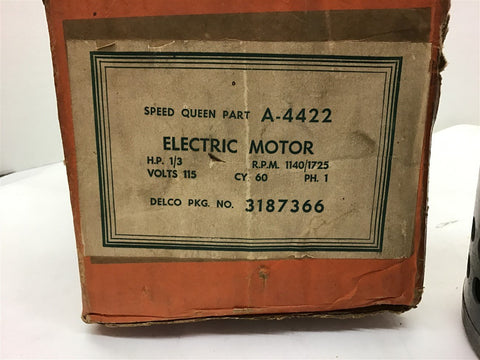 SPEED QUEEN PART A-4422
ELECTRIC MOTOR
H.P. 1/3 R.P.M. 1140/1725
VOLTS 115 CY 60 PH. 1
DELCO PKG. NO. 3187366